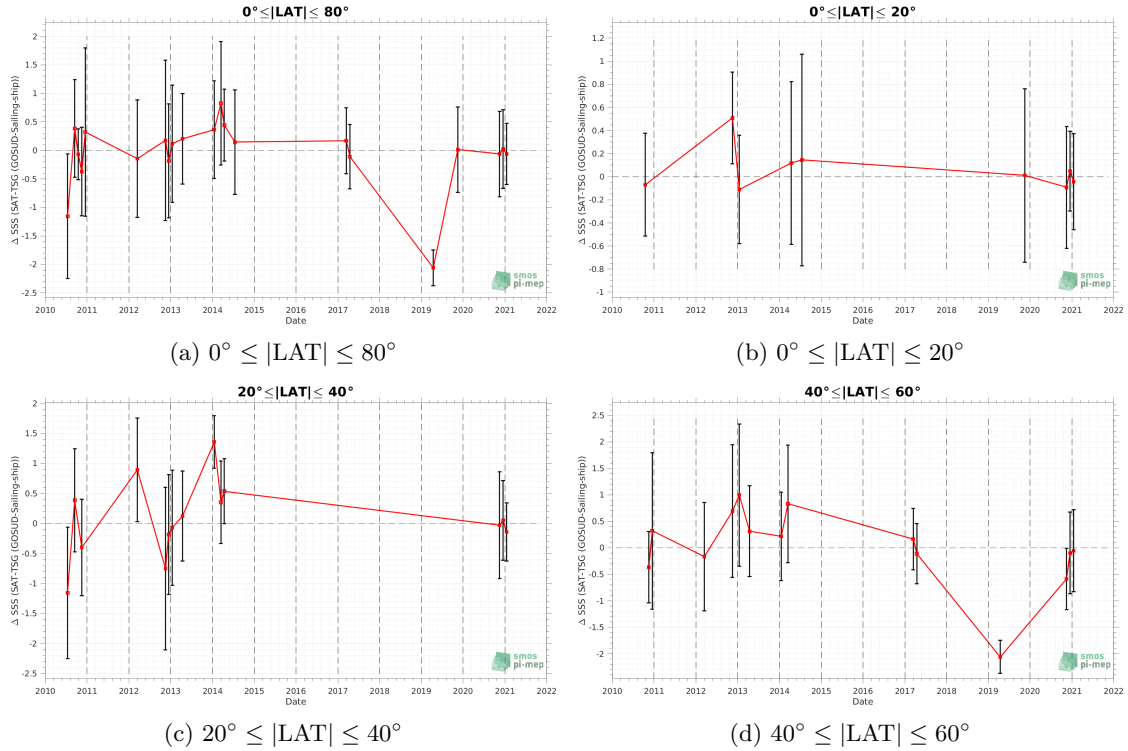 0°≤|LAT|≤ 80°
Δ SSS (SAT-TSG (GOSUD-Sailing-ship))
2
1.5
1
0.5
0
-0.5
-1
-1.5
-2
-2.5
2010 2011 2012 2013 2014 2015 2016 2017 2018 2019 2020 2021 2022
Date
smos
pi-mep
(a) 0° ≤ |LAT| ≤ 80°
0°≤|LAT|≤ 20°
Δ SSS (SAT-TSG (GOSUD-Sailing-ship))
1.2
1
0.8
0.6
0.4
0.2
0
-0.2
-0.4
-0.6
-0.8
-1
2010 2011 2012 2013 2014 2015 2016 2017 2018 2019 2020 2021 2022
Date
smos
pi-mep
(b) 0° ≤ |LAT| ≤ 20°
20°≤|LAT|≤ 40°
Δ SSS (SAT-TSG (GOSUD-Sailing-ship))
2
1.5
1
0.5
0
-0.5
-1
-1.5
-2
-2.5
2010 2011 2012 2013 2014 2015 2016 2017 2018 2019 2020 2021 2022
Date
smos
pi-mep
(c) 20° ≤ |LAT| ≤ 40°
40°≤|LAT|≤ 60°
Δ SSS (SAT-TSG (GOSUD-Sailing-ship))
2.5
2
1.5
1
0.5
0
-0.5
-1
-1.5
-2
2010 2011 2012 2013 2014 2015 2016 2017 2018 2019 2020 2021 2022
Date
smos
pi-mep
(d) 40° ≤ |LAT| ≤ 60°